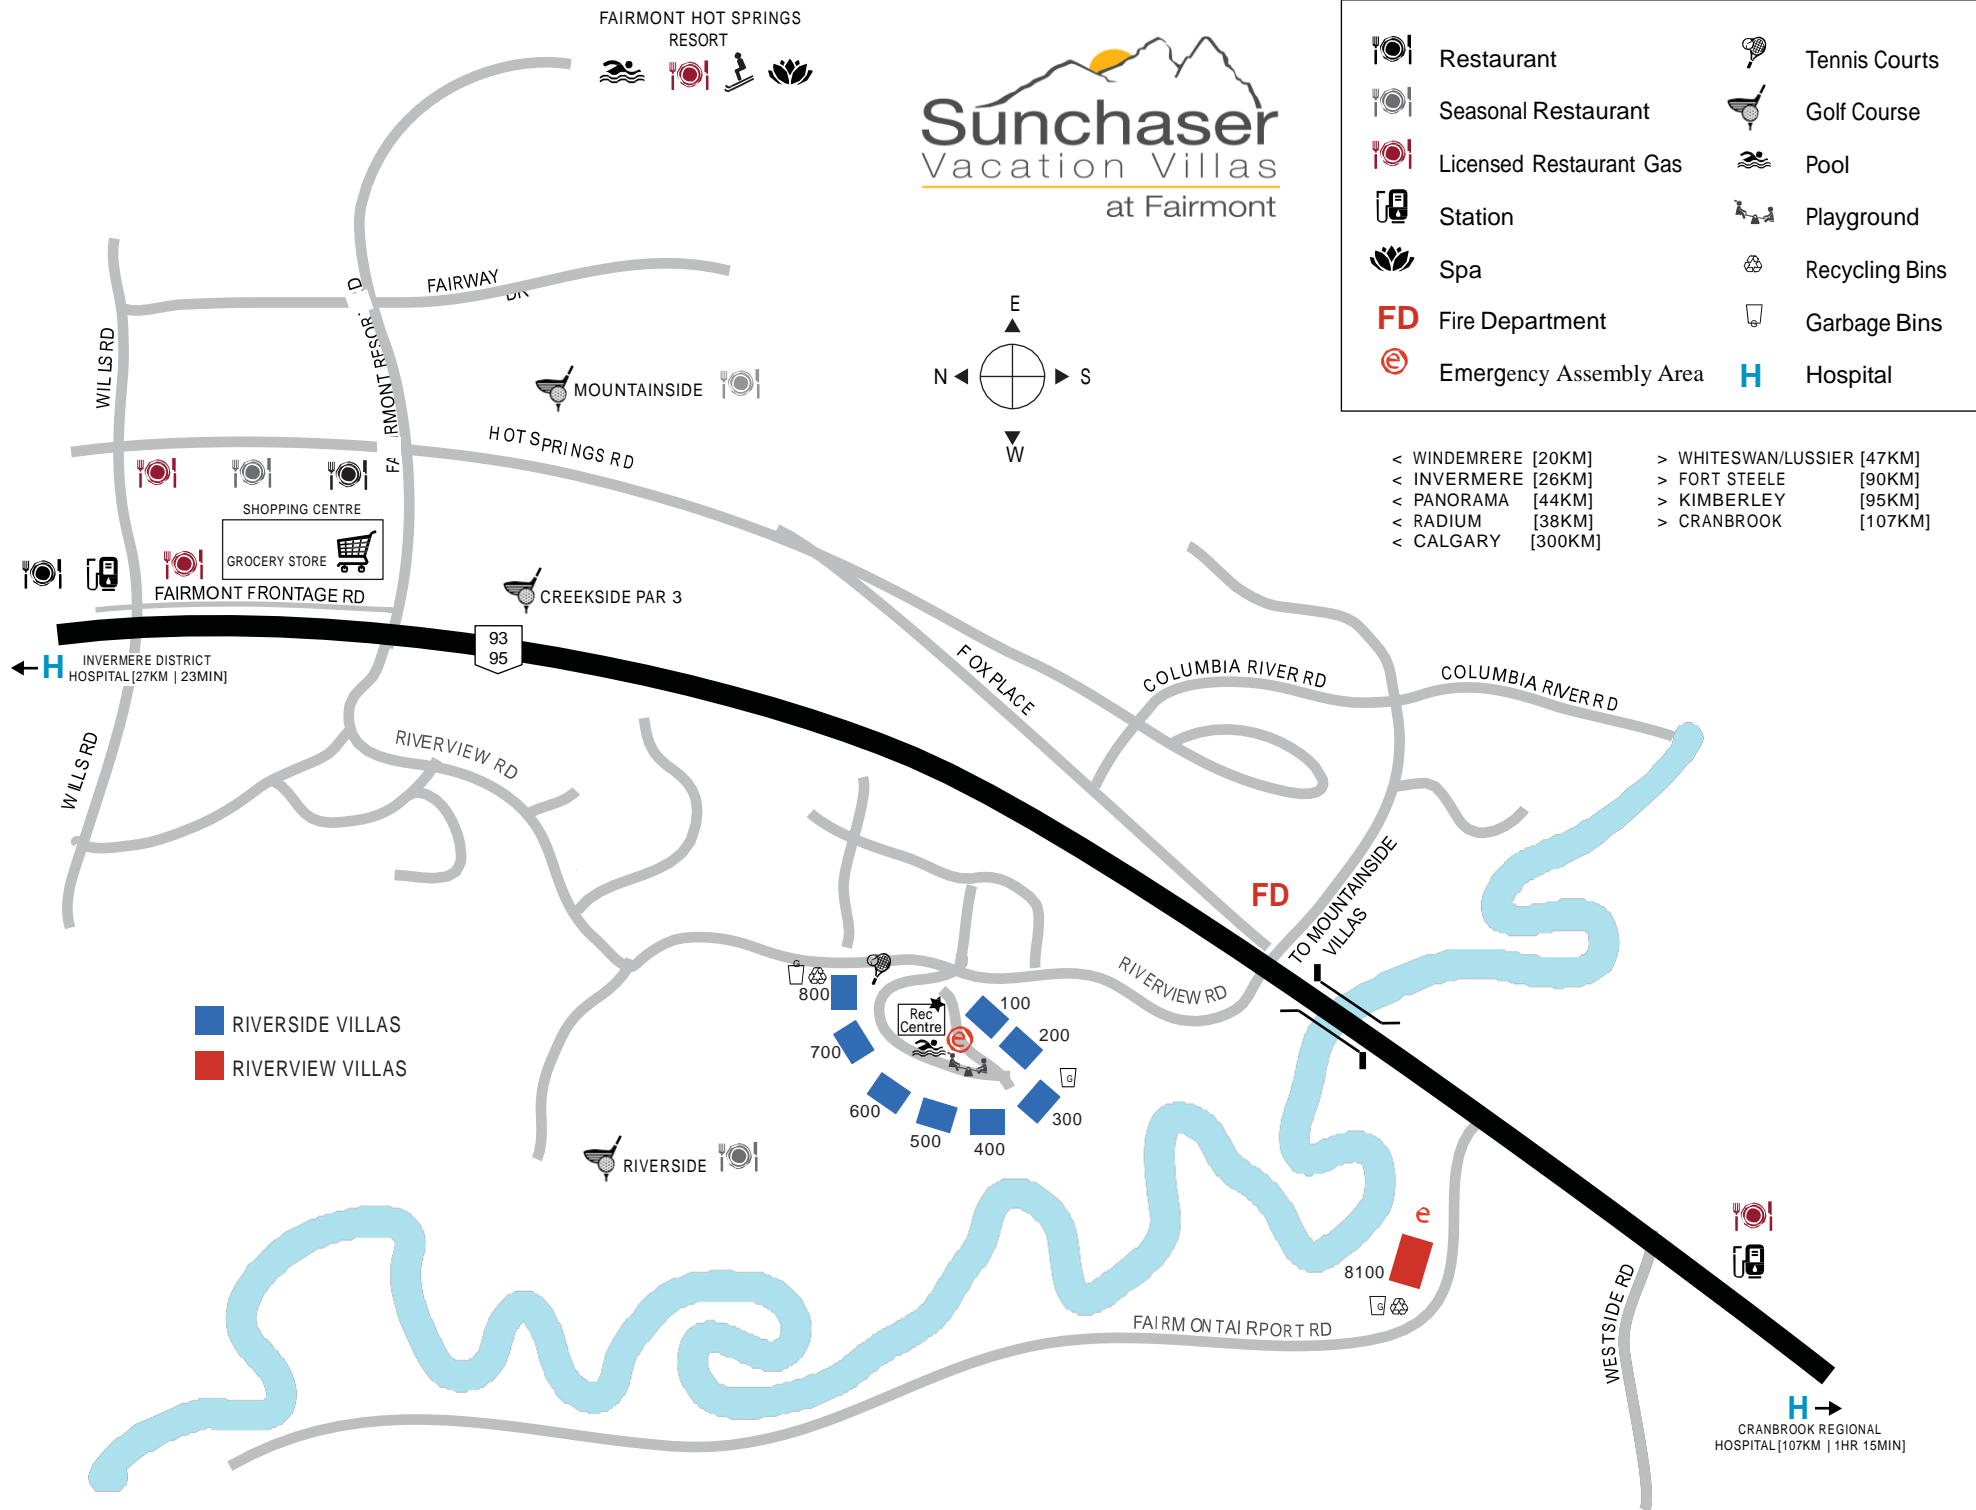 FAIRMONT HOT SPRINGS
RESORT
Sunchaser
Vacation Villas
at Fairmont
Restaurant
Seasonal Restaurant
Licensed Restaurant Gas
Station
Spa
FD Fire Department
e Emergency Assembly Area
Tennis Courts
Golf Course
Pool
Playground
Recycling Bins
G Garbage Bins
H Hospital
< WINDEMRERE [20KM]
< INVERMERE [26KM]
< PANORAMA [44KM]
< RADIUM [38KM]
< CALGARY [300KM]
> WHITESWAN/LUSSIER [47KM]
> FORT STEELE [90KM]
> KIMBERLEY [95KM]
> CRANBROOK [107KM]
E
N
S
W
FAIRWAY
WILLS RD
MOUNTAINSIDE
HOT SPRINGS RD
SHOPPING CENTRE
GROCERY STORE
FAIRMONT FRONTAGE RD
CREEKSIDE PAR 3
93
95
H INVERMERE DISTRICT
HOSPITAL [27KM | 23MIN]
WILLS RD
RIVERVIEW RD
FOX PLACE
COLUMBIA RIVER RD
COLUMBIA RIVER RD
FD
TO MOUNTAINSIDE
VILLAS
RIVERVIEW RD
RIVERSIDE VILLAS
RIVERVIEW VILLAS
G
800
700
600
500
400
300
200
100
G
Rec
Centre
e
RIVERSIDE
e
8100
G
FAIRMONT AIRPORT RD
WESTSIDE RD
H
CRANBROOK REGIONAL
HOSPITAL [107KM | 1HR 15MIN]